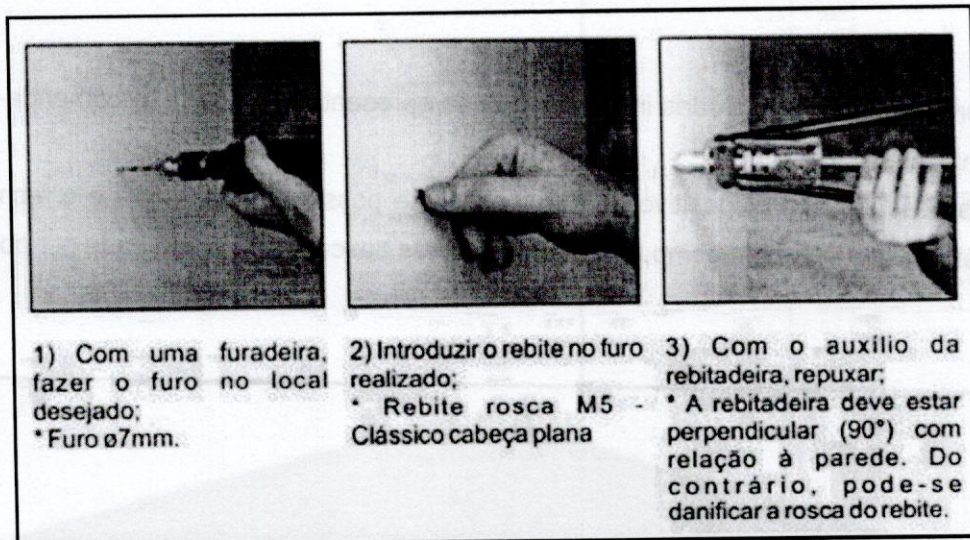 1) Com uma furadeira,
fazer o furo no local
desejado;
* Furo ø7mm.
2) Introduzir o rebite no furo
realizado;
* Rebite rosca M5 -
Clássico cabeça plana
3) Com o auxílio da
rebitadeira, repuxar;
* A rebitadeira deve estar
perpendicular (90°) com
relação à parede. Do
contrário, pode-se
danificar a rosca do rebite.